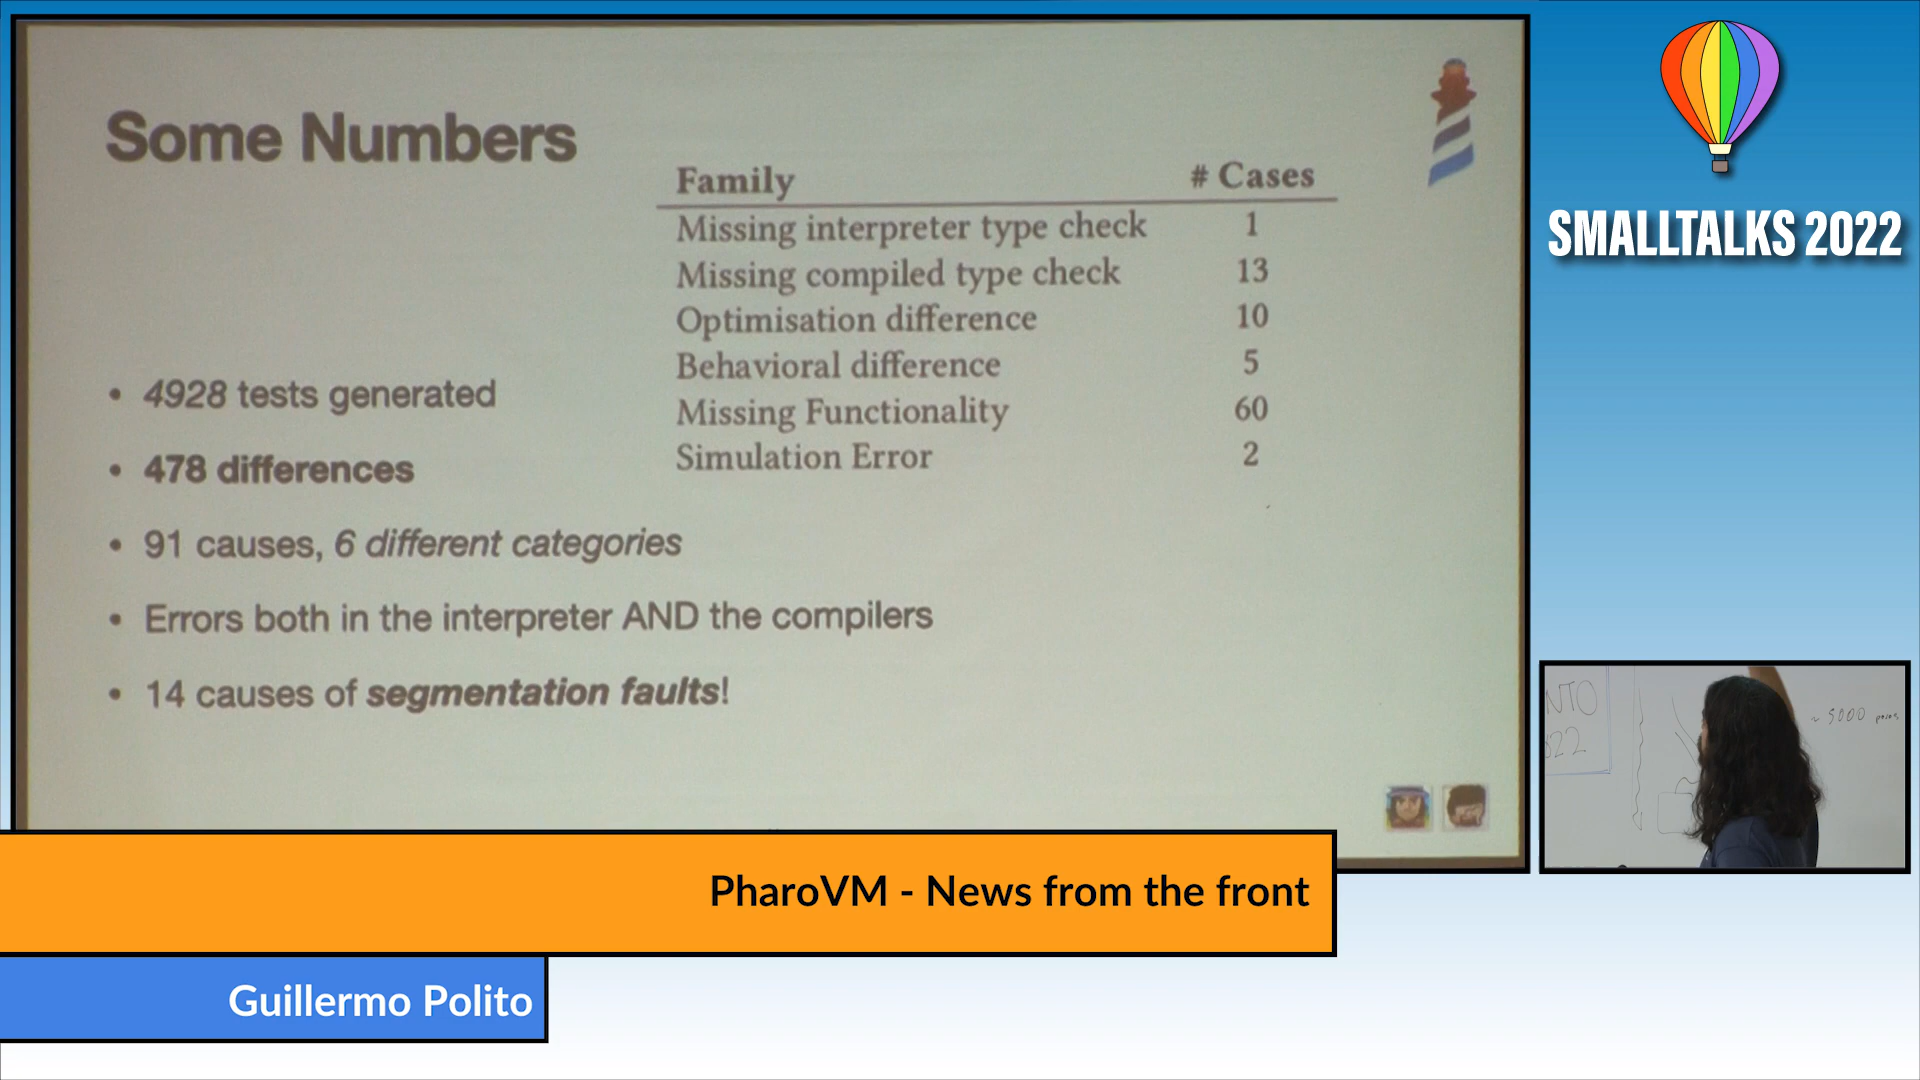 Some Numbers
Family # Cases
Missing interpreter type check 1
Missing compiled type check 13
Optimisation difference 10
Behavioral difference 5
Missing Functionality 60
Simulation Error 2
• 4928 tests generated
• 478 differences
• 91 causes, 6 different categories
• Errors both in the interpreter AND the compilers
• 14 causes of segmentation faults!
SMALLTALKS 2022
NTO
22
~ 5000
PharoVM - News from the front
Guillermo Polito